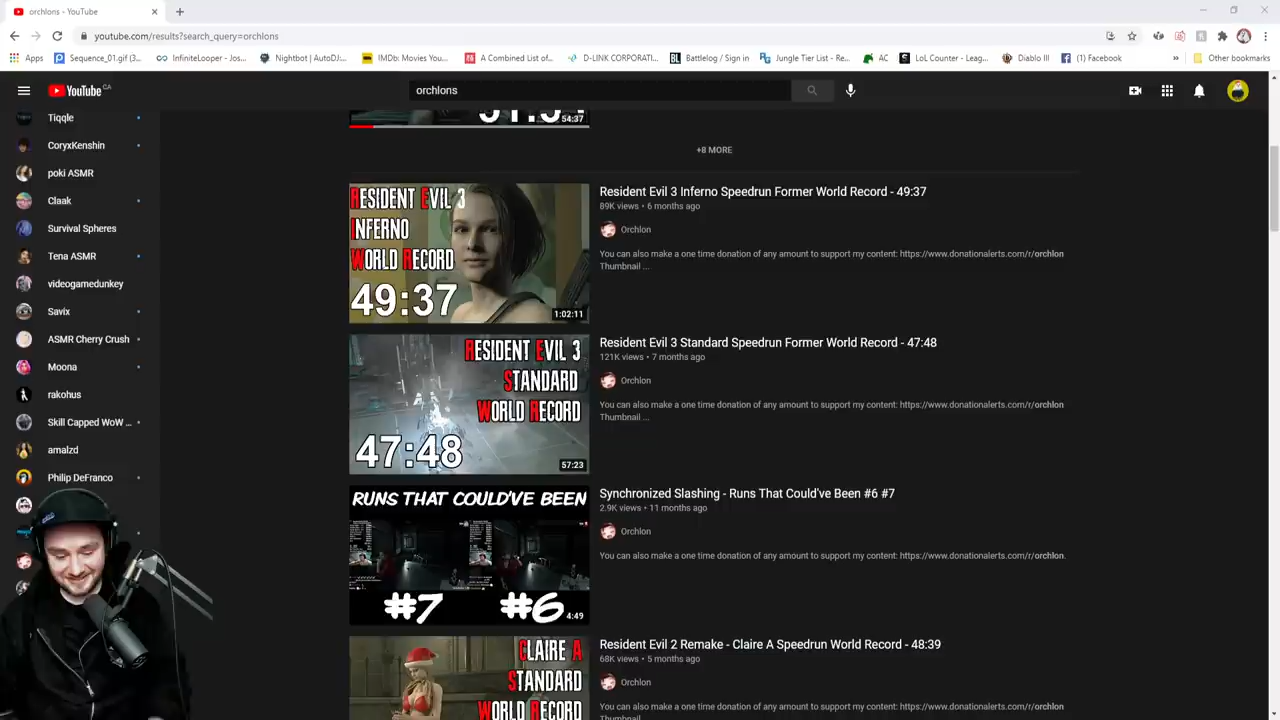 orchlons - YouTube
youtube.com/results?search_query=orchlons
Apps
Sequence_01.gif (3...
InfiniteLooper - Jos...
Nightbot | AutoDJ...
IMDb: Movies You...
A Combined List of...
D-LINK CORPORATI...
Battlelog / Sign in
Jungle Tier List - Re...
AC
LoL Counter - Leag...
Diablo III
(1) Facebook
»
Other bookmarks
YouTube CA
orchlons
Tiqqle
CoryxKenshin
poki ASMR
Claak
Survival Spheres
Tena ASMR
videogamedunkey
Savix
ASMR Cherry Crush
Moona
rakohus
Skill Capped WoW ...
amalzd
Philip DeFranco
54:37
+8 MORE
RESIDENT EVIL 3
INFERNO
WORLD RECORD
49:37
1:02:11
Resident Evil 3 Inferno Speedrun Former World Record - 49:37
89K views • 6 months ago
Orchlon
You can also make a one time donation of any amount to support my content: https://www.donationalerts.com/r/orchlon
Thumbnail ...
RESIDENT EVIL 3
STANDARD
WORLD RECORD
47:48
57:23
Resident Evil 3 Standard Speedrun Former World Record - 47:48
121K views • 7 months ago
Orchlon
You can also make a one time donation of any amount to support my content: https://www.donationalerts.com/r/orchlon
Thumbnail ...
RUNS THAT COULD'VE BEEN
#7 #6
4:49
Synchronized Slashing - Runs That Could've Been #6 #7
2.9K views • 11 months ago
Orchlon
You can also make a one time donation of any amount to support my content: https://www.donationalerts.com/r/orchlon.
CLAIRE A
STANDARD
WORLD RECORD
Resident Evil 2 Remake - Claire A Speedrun World Record - 48:39
68K views • 5 months ago
Orchlon
You can also make a one time donation of any amount to support my content: https://www.donationalerts.com/r/orchlon
Thumbnail